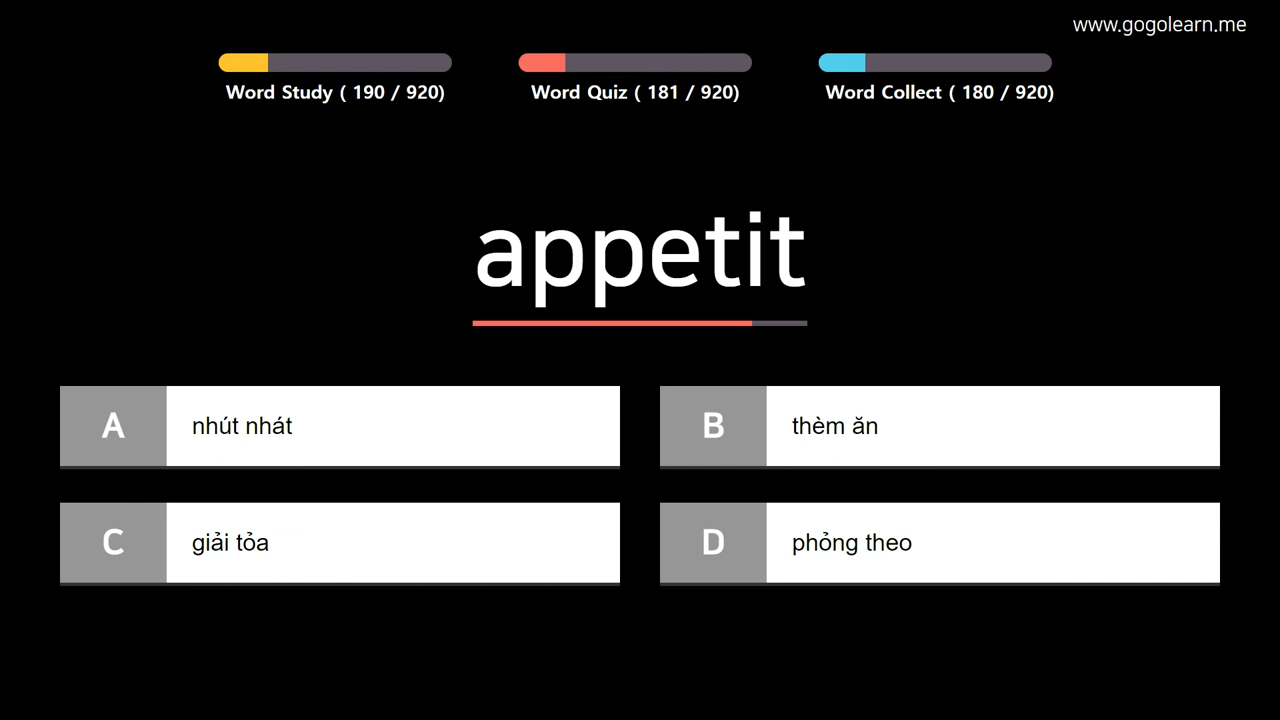 www.gogolearn.me
Word Study ( 190 / 920)
Word Quiz ( 181 / 920)
Word Collect ( 180 / 920)
appetit
A
nhút nhát
B
thèm ăn
C
giải tỏa
D
phỏng theo